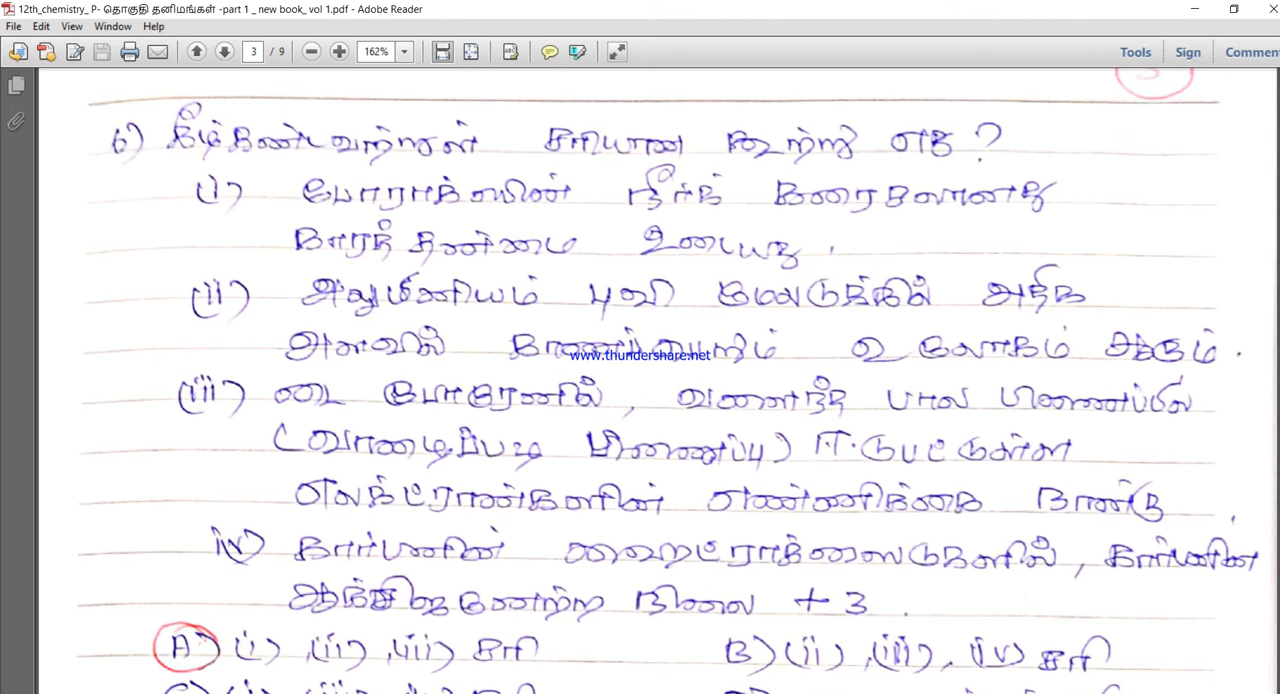 12th_chemistry_ P- தொகுதி தனிமங்கள் -part 1 _ new book_ vol 1.pdf - Adobe Reader
File Edit View Window Help
3 / 9 162% Tools Sign Commen
6) கீழ்கண்டவற்றுள் சரியான கூற்று எது ?
(i) போராக்ஸின் நீர்க் கரைசலானது
காரத் தன்மை உடையது .
(ii) அலுமினியம் புவி மேலடுக்கில் அதிக
அளவில் காணப்பெறும் உலோகம் ஆகும் .
www.thundershare.net
(iii) டை போரேனில் , வளைந்த பால பிணைப்பில்
(வாழைப்பட பிணைப்பு) ஈடுபட்டுள்ள
எலக்ட்ரான்களின் எண்ணிக்கை நான்கு .
(iv) கார்பனின் ஹைட்ராக்ஸைடுகளில் , கார்பனின்
ஆக்சிஜனேற்ற நிலை + 3 .
A) (i) , (ii) , (iii) சரி B) (ii) , (iii) , (iv) சரி